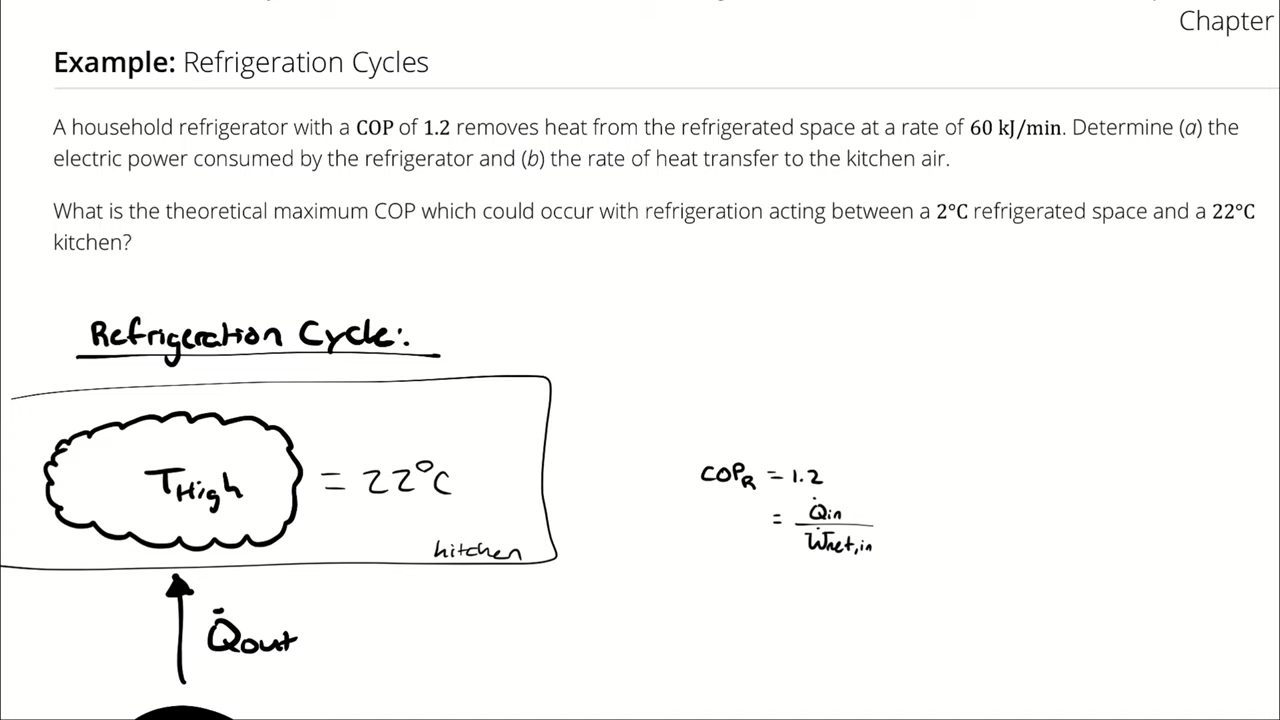 Chapter
Example: Refrigeration Cycles
A household refrigerator with a COP of 1.2 removes heat from the refrigerated space at a rate of 60 kJ/min. Determine (a) the
electric power consumed by the refrigerator and (b) the rate of heat transfer to the kitchen air.
What is the theoretical maximum COP which could occur with refrigeration acting between a 2°C refrigerated space and a 22°C
kitchen?
Refrigeration Cycle:
THigh = 22°C
kitchen
COPR = 1.2
= Q̇in / Ẇnet,in
Q̇out